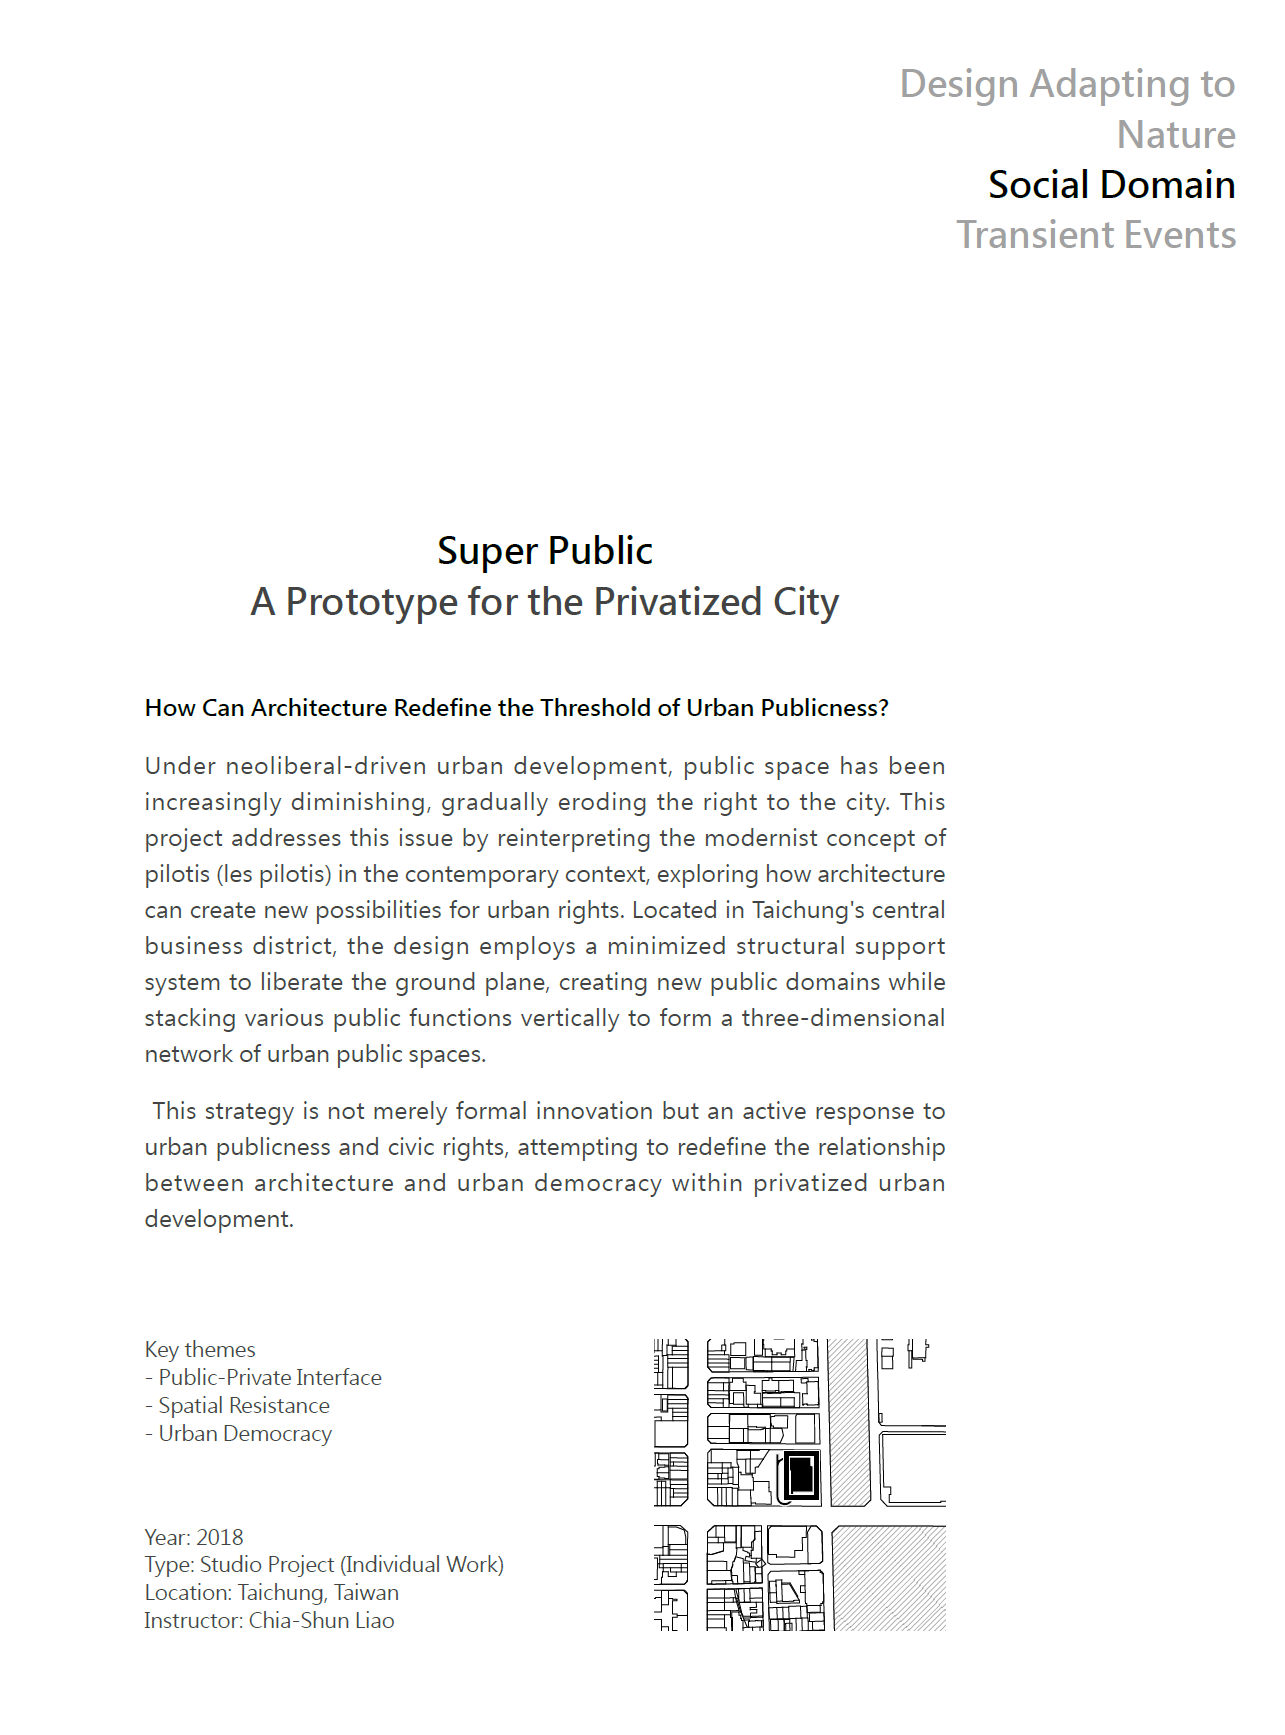 Design Adapting to
Nature
Social Domain
Transient Events
Super Public
A Prototype for the Privatized City
How Can Architecture Redefine the Threshold of Urban Publicness?
Under neoliberal-driven urban development, public space has been
increasingly diminishing, gradually eroding the right to the city. This
project addresses this issue by reinterpreting the modernist concept of
pilotis (les pilotis) in the contemporary context, exploring how architecture
can create new possibilities for urban rights. Located in Taichung's central
business district, the design employs a minimized structural support
system to liberate the ground plane, creating new public domains while
stacking various public functions vertically to form a three-dimensional
network of urban public spaces.
This strategy is not merely formal innovation but an active response to
urban publicness and civic rights, attempting to redefine the relationship
between architecture and urban democracy within privatized urban
development.
Key themes
- Public-Private Interface
- Spatial Resistance
- Urban Democracy
Year: 2018
Type: Studio Project (Individual Work)
Location: Taichung, Taiwan
Instructor: Chia-Shun Liao